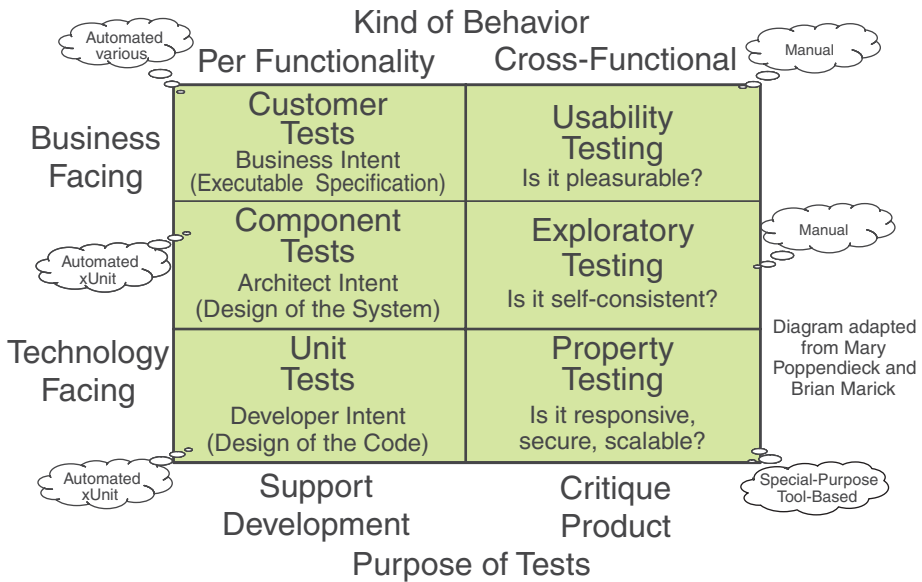 Kind of Behavior
Automated
various
Manual
Per Functionality
Cross-Functional
Business
Facing
Customer
Tests
Business Intent
(Executable Specification)
Usability
Testing
Is it pleasurable?
Automated
xUnit
Component
Tests
Architect Intent
(Design of the System)
Exploratory
Testing
Is it self-consistent?
Manual
Technology
Facing
Unit
Tests
Developer Intent
(Design of the Code)
Property
Testing
Is it responsive,
secure, scalable?
Diagram adapted
from Mary
Poppendieck and
Brian Marick
Automated
xUnit
Special-Purpose
Tool-Based
Support
Development
Critique
Product
Purpose of Tests